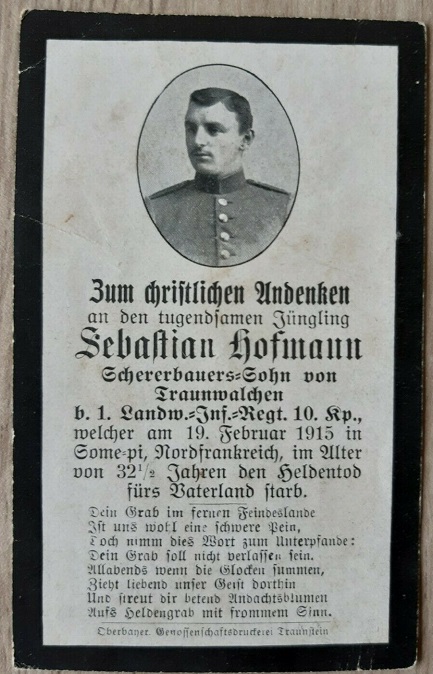 Zum christlichen Andenken
an den tugendsamen Jüngling
Sebastian Hofmann
Schererbauers-Sohn von
Traunwalchen
b. 1. Landw.-Inf.-Regt. 10. Kp.,
welcher am 19. Februar 1915 in
Some-pi, Nordfrankreich, im Alter
von 32 1/2 Jahren den Heldentod
fürs Vaterland starb.
Dein Grab im fernen Feindeslande
Ist uns wohl eine schwere Pein,
Doch nimm dies Wort zum Unterpfande:
Dein Grab soll nicht verlassen sein.
Allabends wenn die Glocken summen,
Zieht liebend unser Geist dorthin
Und streut dir betend Andachtsblumen
Aufs Heldengrab mit frommem Sinn.
Oberbayer. Genossenschaftsdruckerei Traunstein